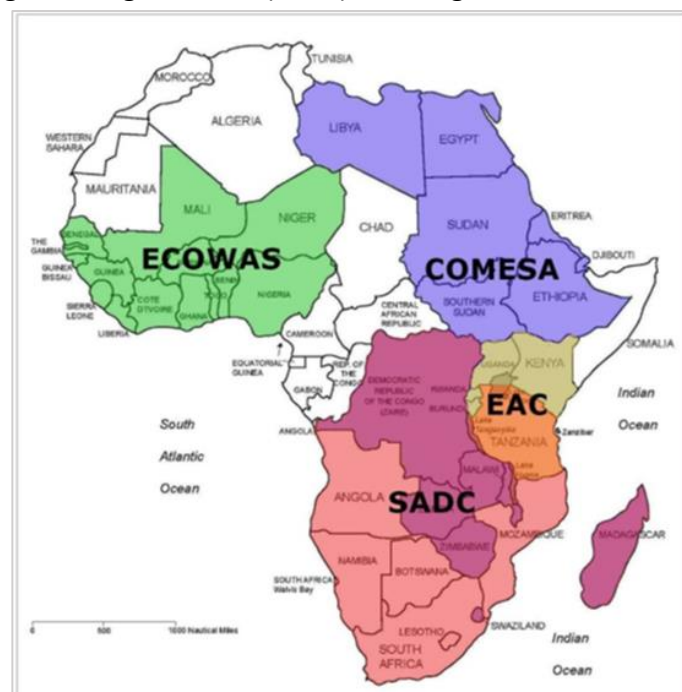 TUNISIA
MOROCCO
ALGERIA
LIBYA
EGYPT
WESTERN
SAHARA
MAURITANIA
MALI
NIGER
CHAD
SUDAN
ERITREA
SENEGAL
THE
GAMBIA
ECOWAS
COMESA
DJIBOUTI
GUINEA
BISSAU
GUINEA
BENIN
TOGO
NIGERIA
SIERRA
LEONE
COTE
D'IVOIRE
GHANA
LIBERIA
CENTRAL
AFRICAN
REPUBLIC
SOUTHERN
SUDAN
ETHIOPIA
CAMEROON
SOMALIA
EQUATORIAL
GUINEA
REP. OF
THE
CONGO
GABON
UGANDA
KENYA
DEMOCRATIC
REPUBLIC
OF THE CONGO
(ZAIRE)
RWANDA
BURUNDI
EAC
Indian
Ocean
ANGOLA
Lake
Tanganyika
TANZANIA
Zanzibar
South
Atlantic
Ocean
MALAWI
Lake
ANGOLA
SADC
MOZAMBIQUE
MADAGASCAR
ZIMBABWE
NAMIBIA
BOTSWANA
SOUTH AFRICA
Walvis Bay
SWAZILAND
LESOTHO
SOUTH
AFRICA
0 500 1000 Nautical Miles
Indian
Ocean